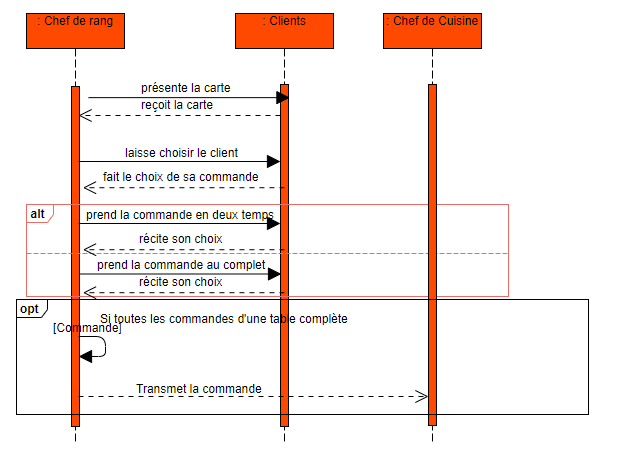 : Chef de rang
: Clients
: Chef de Cuisine
présente la carte
reçoit la carte
laisse choisir le client
fait le choix de sa commande
alt
prend la commande en deux temps
récite son choix
prend la commande au complet
récite son choix
opt
Si toutes les commandes d'une table complète
[Commande]
Transmet la commande